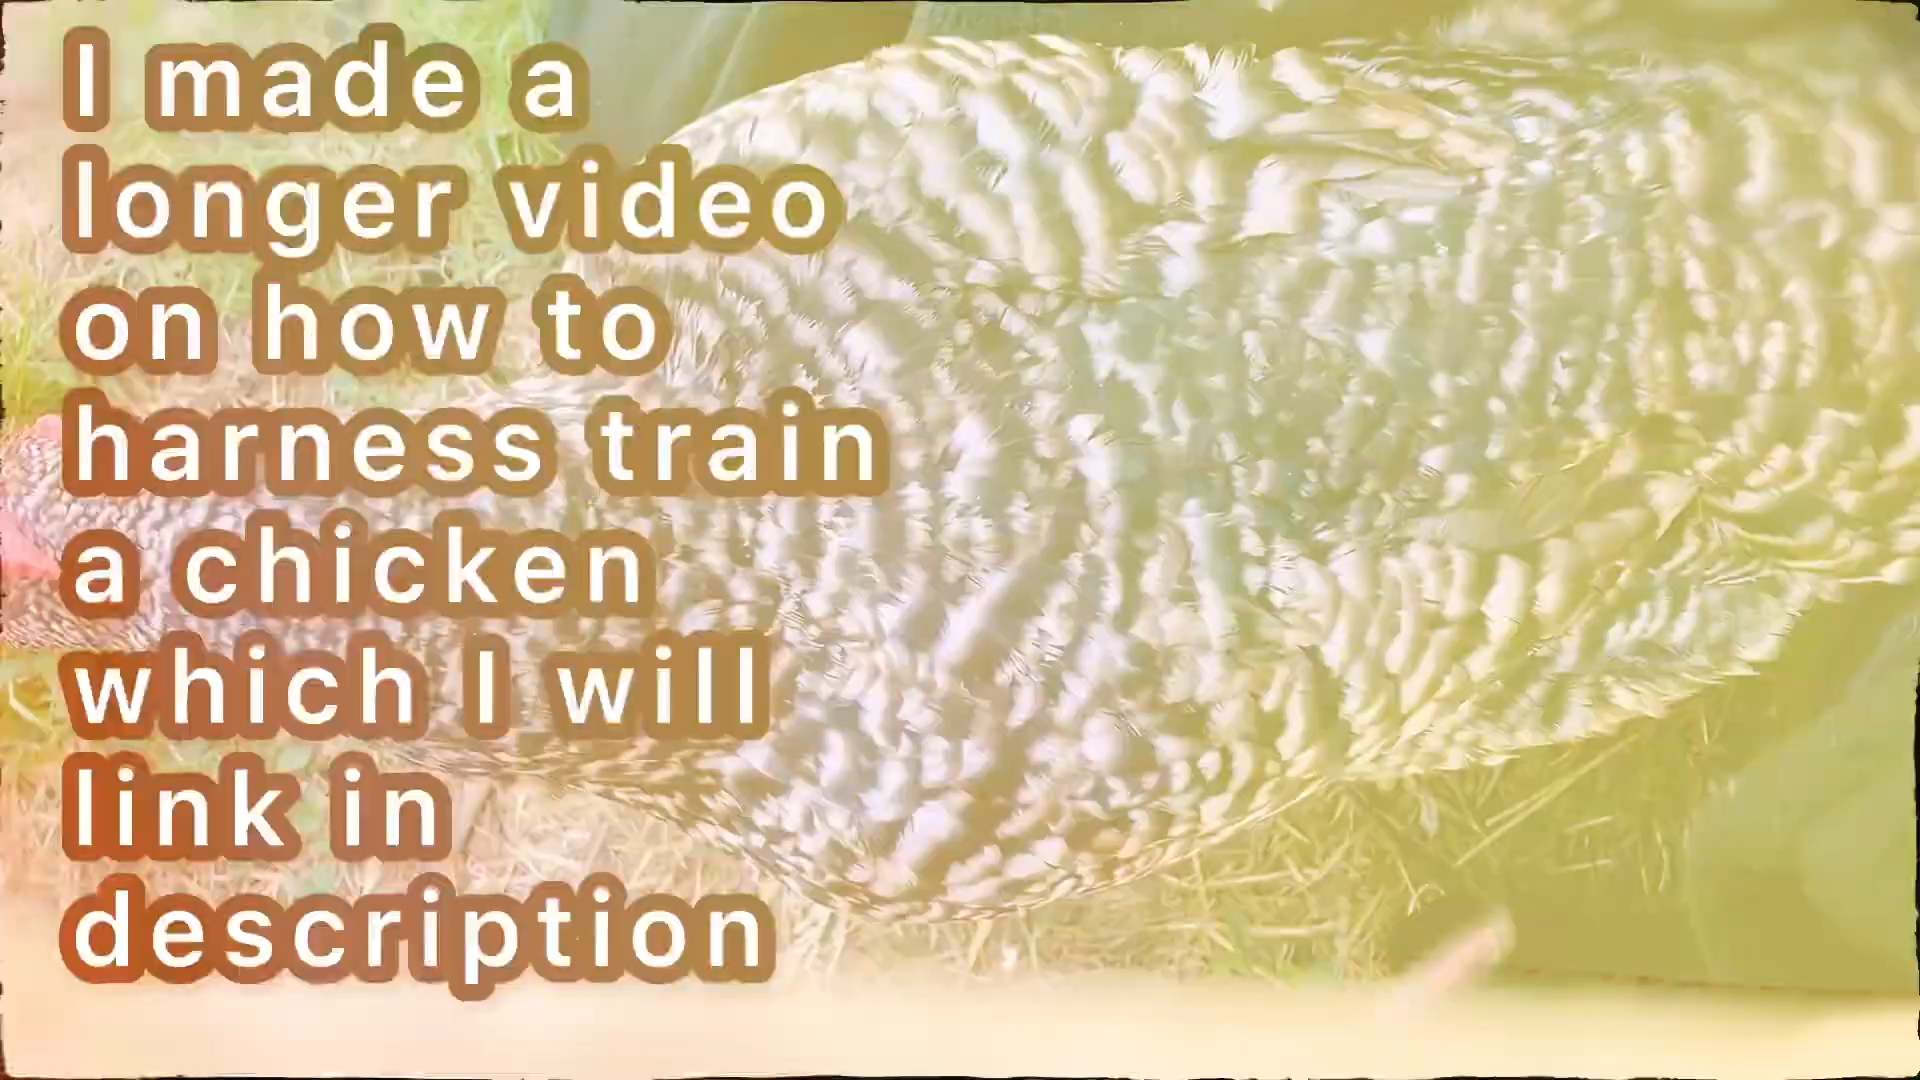 I made a
longer video
on how to
harness train
a chicken
which I will
link in
description